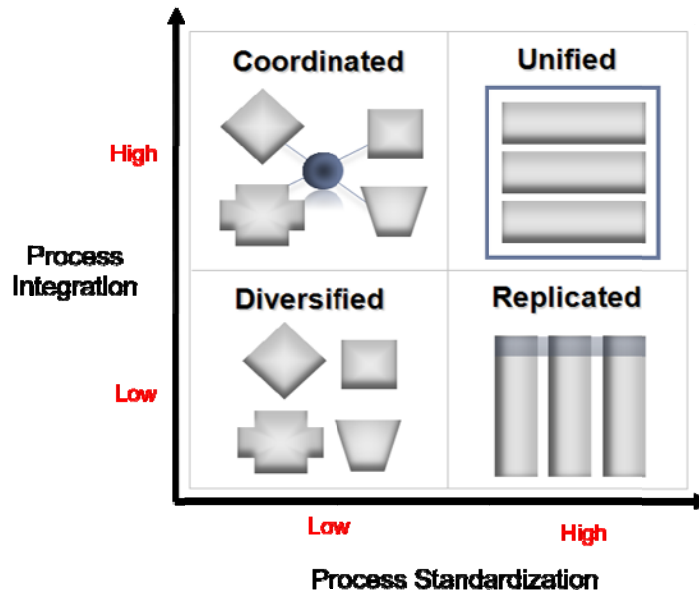 Coordinated
Unified
High
Process
Integration
Diversified
Replicated
Low
Low
High
Process Standardization